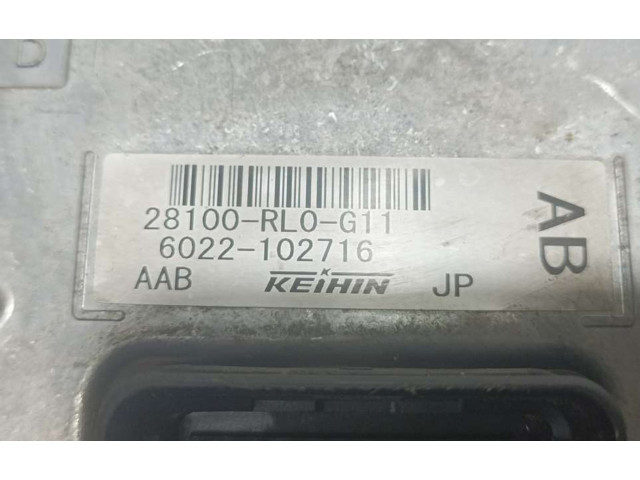 D
28100-RL0-G11
6022-102716
AAB KEIHIN JP
AB